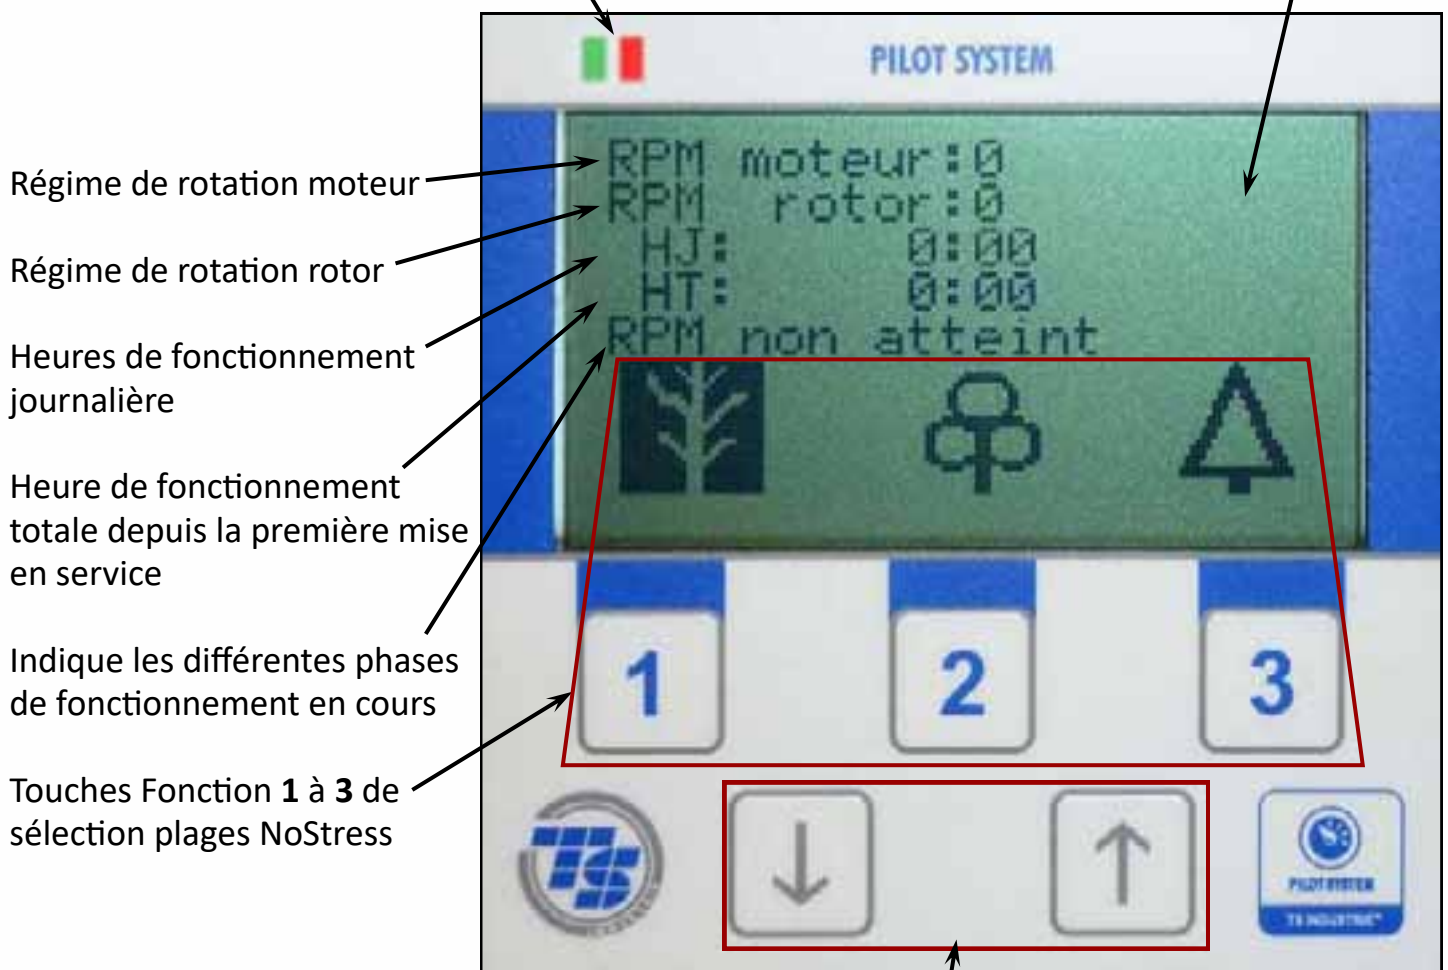 PILOT SYSTEM
RPM moteur:0
RPM rotor:0
HJ: 0:00
HT: 0:00
RPM non atteint
Régime de rotation moteur
Régime de rotation rotor
Heures de fonctionnement
journalière
Heure de fonctionnement
totale depuis la première mise
en service
Indique les différentes phases
de fonctionnement en cours
Touches Fonction 1 à 3 de
sélection plages NoStress
1
2
3
TS
PILOT SYSTEM
TS INDUSTRIE